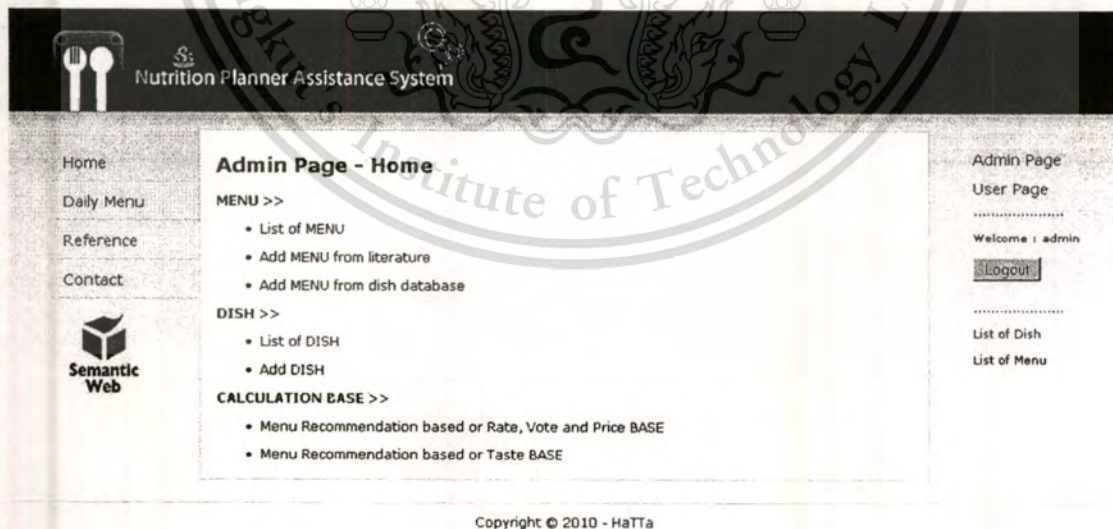 Nutrition Planner Assistance System
Home
Daily Menu
Reference
Contact
Semantic
Web
Admin Page - Home
MENU >>
• List of MENU
• Add MENU from literature
• Add MENU from dish database
DISH >>
• List of DISH
• Add DISH
CALCULATION BASE >>
• Menu Recommendation based or Rate, Vote and Price BASE
• Menu Recommendation based or Taste BASE
Admin Page
User Page
Welcome : admin
Logout
List of Dish
List of Menu
Copyright © 2010 - HaTTa
Institute of Technology